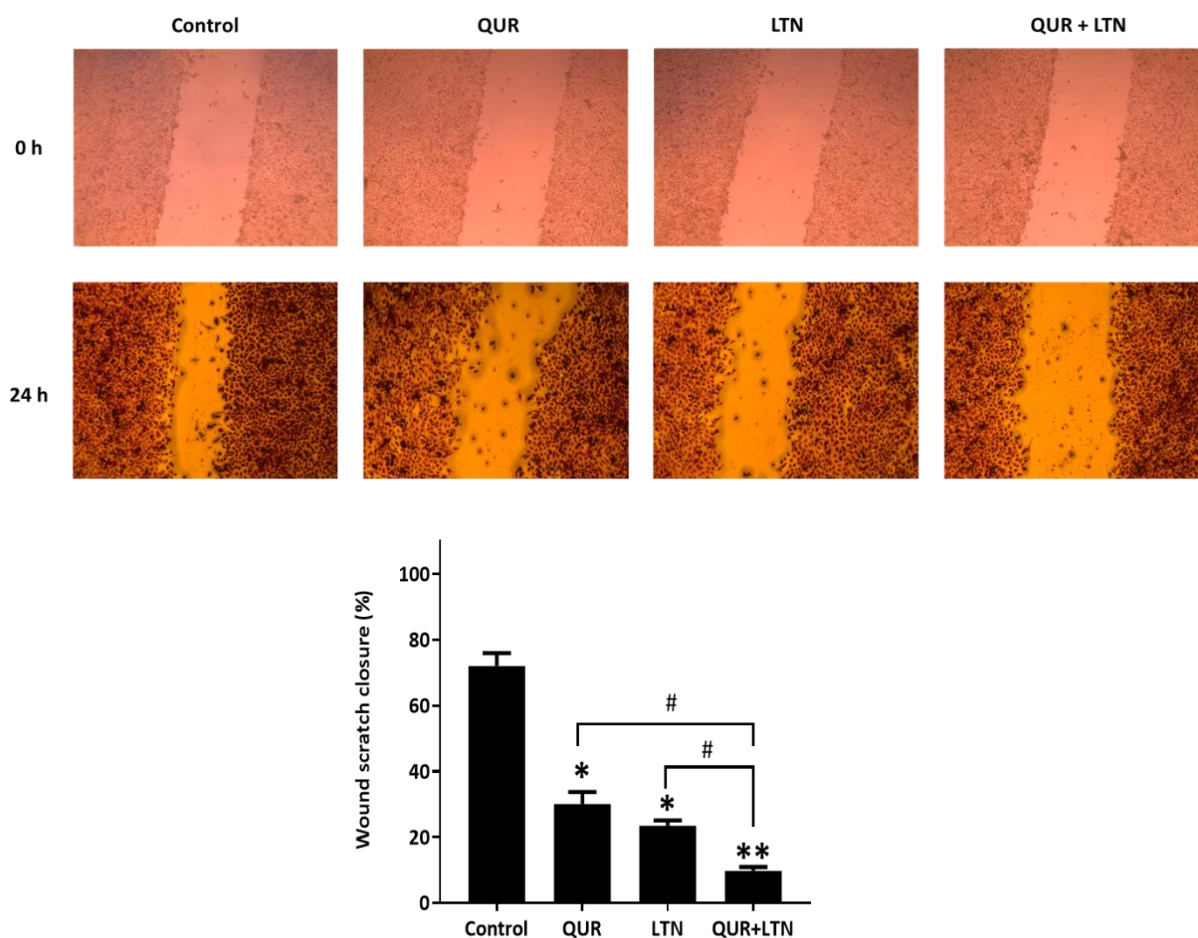 Control QUR LTN QUR + LTN
0 h
24 h
Wound scratch closure (%)
100
80
60
40
20
0
#
#
*
*
**
Control QUR LTN QUR+LTN